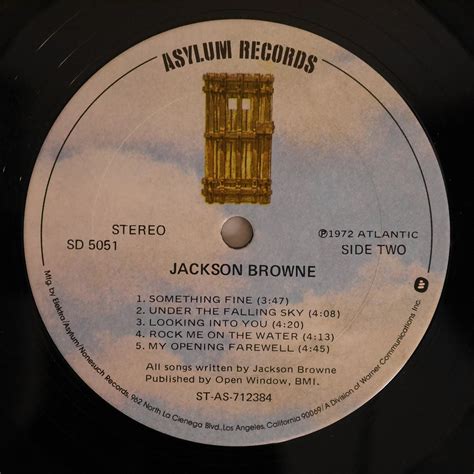 ASYLUM RECORDS
STEREO
SD 5051
℗1972 ATLANTIC
SIDE TWO
JACKSON BROWNE
1. SOMETHING FINE (3:47)
2. UNDER THE FALLING SKY (4:08)
3. LOOKING INTO YOU (4:20)
4. ROCK ME ON THE WATER (4:13)
5. MY OPENING FAREWELL (4:45)
All songs written by Jackson Browne
Published by Open Window, BMI.
ST-AS-712384
Mfg by Elektra/Asylum/Nonesuch Records, 962 North La Cienega Blvd., Los Angeles, California 90069/A Division of Warner Communications Inc.